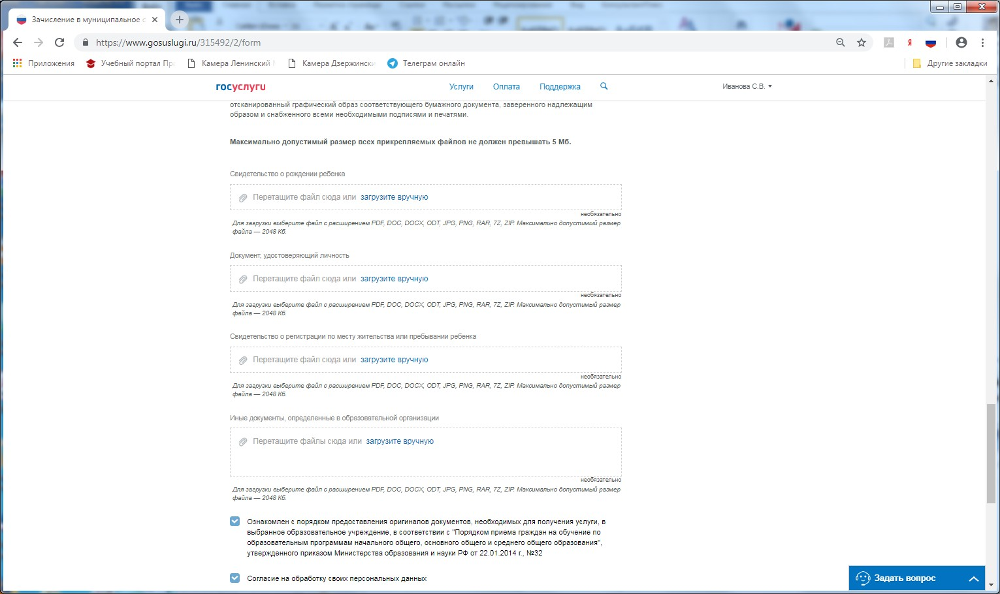 Зачисление в муниципальное
https://www.gosuslugi.ru/315492/2/form
Я
Приложения
Учебный портал Пра
Камера Ленинский
Камера Дзержинск
Телеграм онлайн
Другие закладки
госуслуги
Услуги
Оплата
Поддержка
Иванова С.В.
отсканированный графический образ соответствующего бумажного документа, заверенного надлежащим
образом и снабженного всеми необходимыми подписями и печатями.
Максимально допустимый размер всех прикрепляемых файлов не должен превышать 5 Мб.
Свидетельство о рождении ребенка
Перетащите файл сюда или загрузите вручную
необязательно
Для загрузки выберите файл с расширением PDF, DOC, DOCX, ODT, JPG, PNG, RAR, 7Z, ZIP. Максимально допустимый размер
файла — 2048 Кб.
Документ, удостоверяющий личность
Перетащите файл сюда или загрузите вручную
необязательно
Для загрузки выберите файл с расширением PDF, DOC, DOCX, ODT, JPG, PNG, RAR, 7Z, ZIP. Максимально допустимый размер
файла — 2048 Кб.
Свидетельство о регистрации по месту жительства или пребывании ребенка
Перетащите файл сюда или загрузите вручную
необязательно
Для загрузки выберите файл с расширением PDF, DOC, DOCX, ODT, JPG, PNG, RAR, 7Z, ZIP. Максимально допустимый размер
файла — 2048 Кб.
Иные документы, определенные в образовательной организации
Перетащите файлы сюда или загрузите вручную
необязательно
Для загрузки выберите файл с расширением PDF, DOC, DOCX, ODT, JPG, PNG, RAR, 7Z, ZIP. Максимально допустимый размер
файла — 2048 Кб.
Ознакомлен с порядком предоставления оригиналов документов, необходимых для получения услуги, в
выбранное образовательное учреждение, в соответствии с "Порядком приема граждан на обучение по
образовательным программам начального общего, основного общего и среднего общего образования",
утвержденного приказом Министерства образования и науки РФ от 22.01.2014 г., №32
Согласие на обработку своих персональных данных
Задать вопрос